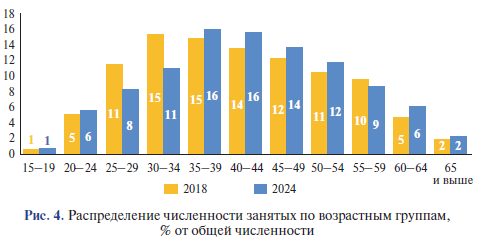 18
16
14
12
10
8
6
4
2
0
1 1 5 6 11 8 15 11 15 16 14 16 12 14 11 12 10 9 5 6 2 2
15–19 20–24 25–29 30–34 35–39 40–44 45–49 50–54 55–59 60–64 65
и выше
2018 2024
Рис. 4. Распределение численности занятых по возрастным группам,
% от общей численности